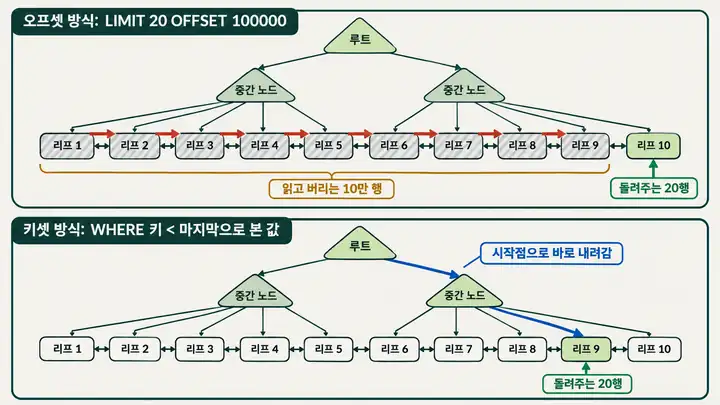 오프셋 방식: LIMIT 20 OFFSET 100000
루트
중간 노드
중간 노드
리프 1
리프 2
리프 3
리프 4
리프 5
리프 6
리프 7
리프 8
리프 9
리프 10
읽고 버리는 10만 행
돌려주는 20행
키셋 방식: WHERE 키 < 마지막으로 본 값
루트
시작점으로 바로 내려감
중간 노드
중간 노드
리프 1
리프 2
리프 3
리프 4
리프 5
리프 6
리프 7
리프 8
리프 9
리프 10
돌려주는 20행